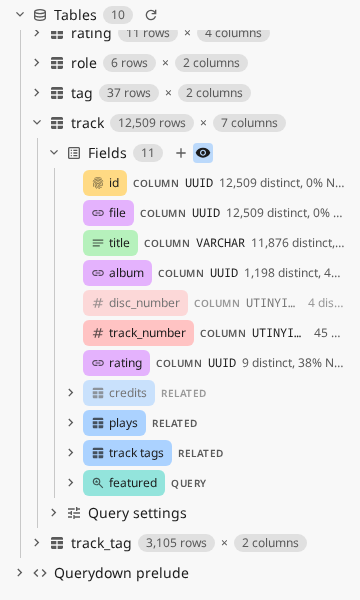 Tables 10
rating 11 rows × 4 columns
role 6 rows × 2 columns
tag 37 rows × 2 columns
track 12,509 rows × 7 columns
Fields 11
id COLUMN UUID 12,509 distinct, 0% N...
file COLUMN UUID 12,509 distinct, 0% ...
title COLUMN VARCHAR 11,876 distinct,...
album COLUMN UUID 1,198 distinct, 4...
# disc_number COLUMN UTINYI... 4 dis...
# track_number COLUMN UTINYI... 45 ...
rating COLUMN UUID 9 distinct, 38% N...
credits RELATED
plays RELATED
track tags RELATED
featured QUERY
Query settings
track_tag 3,105 rows × 2 columns
Querydown prelude